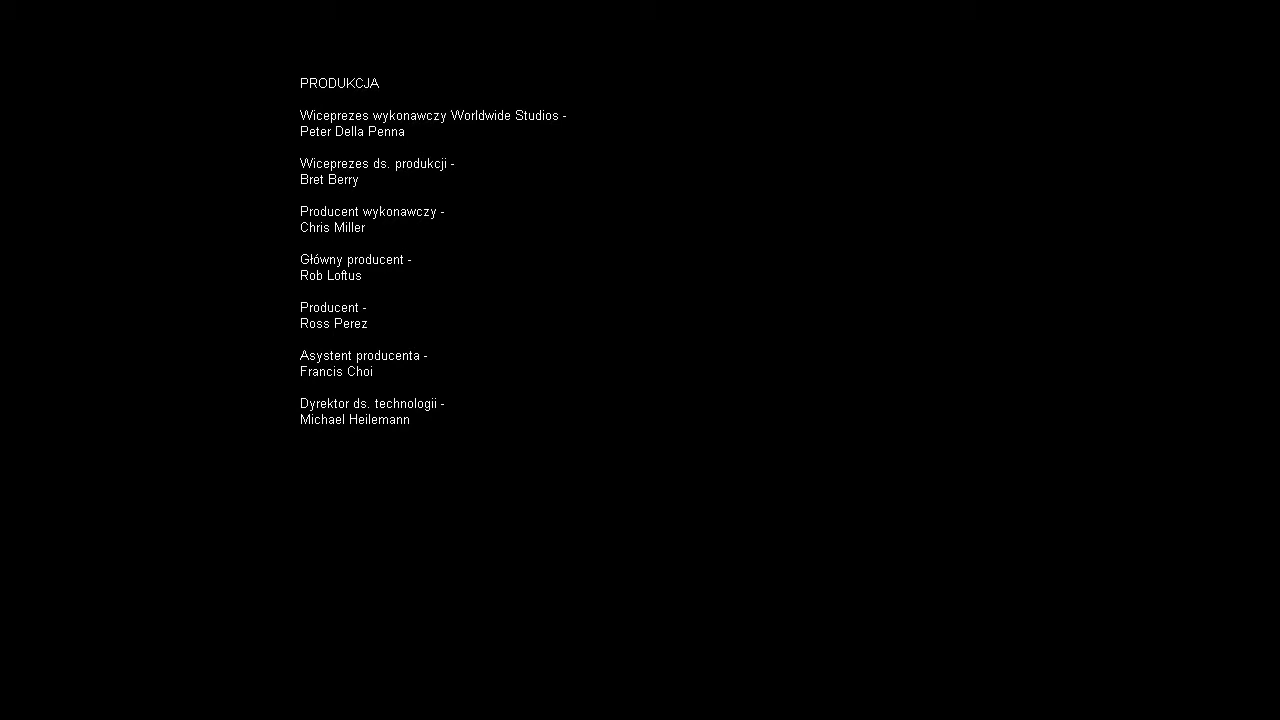 PRODUKCJA
Wiceprezes wykonawczy Worldwide Studios -
Peter Della Penna
Wiceprezes ds. produkcji -
Bret Berry
Producent wykonawczy -
Chris Miller
Główny producent -
Rob Loftus
Producent -
Ross Perez
Asystent producenta -
Francis Choi
Dyrektor ds. technologii -
Michael Heilemann